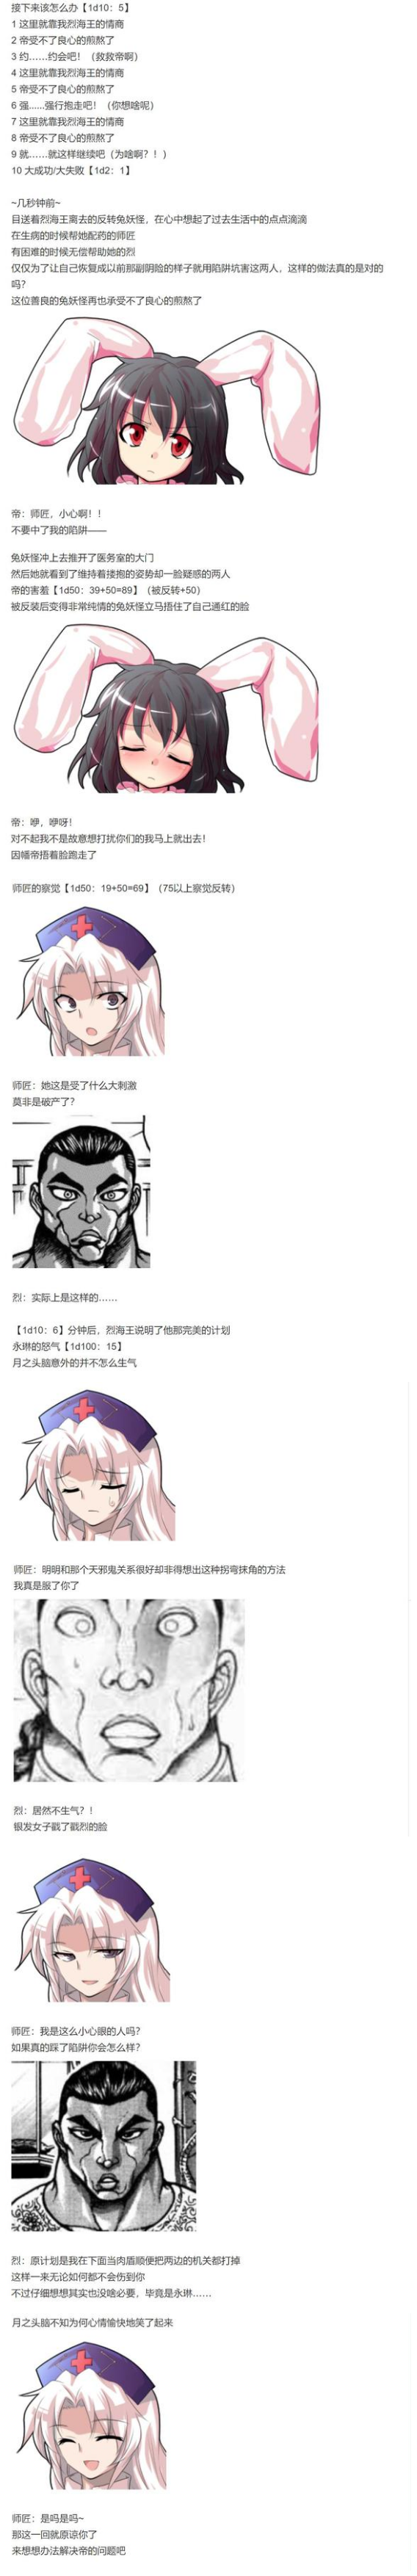 接下来该怎么办【1d10：5】
1 这里就靠我烈海王的情商
2 帝受不了良心的煎熬了
3 约……约会吧！（救救帝啊）
4 这里就靠我烈海王的情商
5 帝受不了良心的煎熬了
6 强......强行抱走吧！（你想啥呢）
7 这里就靠我烈海王的情商
8 帝受不了良心的煎熬了
9 就……就这样继续吧（为啥啊？！）
10 大成功/大失败【1d2：1】
~几秒钟前~
目送着烈海王离去的反转兔妖怪，在心中想起了过去生活中的点点滴滴
在生病的时候帮她配药的师匠
有困难的时候无偿帮助她的烈
仅仅为了让自己恢复成以前那副阴险的样子就用陷阱坑害这两人，这样的做法真的是对的
吗？
这位善良的兔妖怪再也承受不了良心的煎熬了
帝：师匠，小心啊！！
不要中了我的陷阱——
兔妖怪冲上去推开了医务室的大门
然后她就看到了维持着搂抱的姿势却一脸疑惑的两人
帝的害羞【1d50：39+50=89】（被反转+50）
被反装后变得非常纯情的兔妖怪立马捂住了自己通红的脸
帝：咿，咿呀！
对不起我不是故意想打扰你们的我马上就出去！
因幡帝捂着脸跑走了
师匠的察觉【1d50：19+50=69】（75以上察觉反转）
师匠：她这是受了什么大刺激
莫非是破产了？
烈：实际上是这样的……
【1d10：6】分钟后，烈海王说明了他那完美的计划
永琳的怒气【1d100：15】
月之头脑意外的并不怎么生气
师匠：明明和那个天邪鬼关系很好却非得想出这种拐弯抹角的方法
我真是服了你了
烈：居然不生气？！
银发女子戳了戳烈的脸
师匠：我是这么小心眼的人吗？
如果真的踩了陷阱你会怎么样？
烈：原计划是我在下面当肉盾顺便把两边的机关都打掉
这样一来无论如何都不会伤到你
不过仔细想想其实也没啥必要，毕竟是永琳……
月之头脑不知为何心情愉快地笑了起来
师匠：是吗是吗~
那这一回就原谅你了
来想想办法解决帝的问题吧